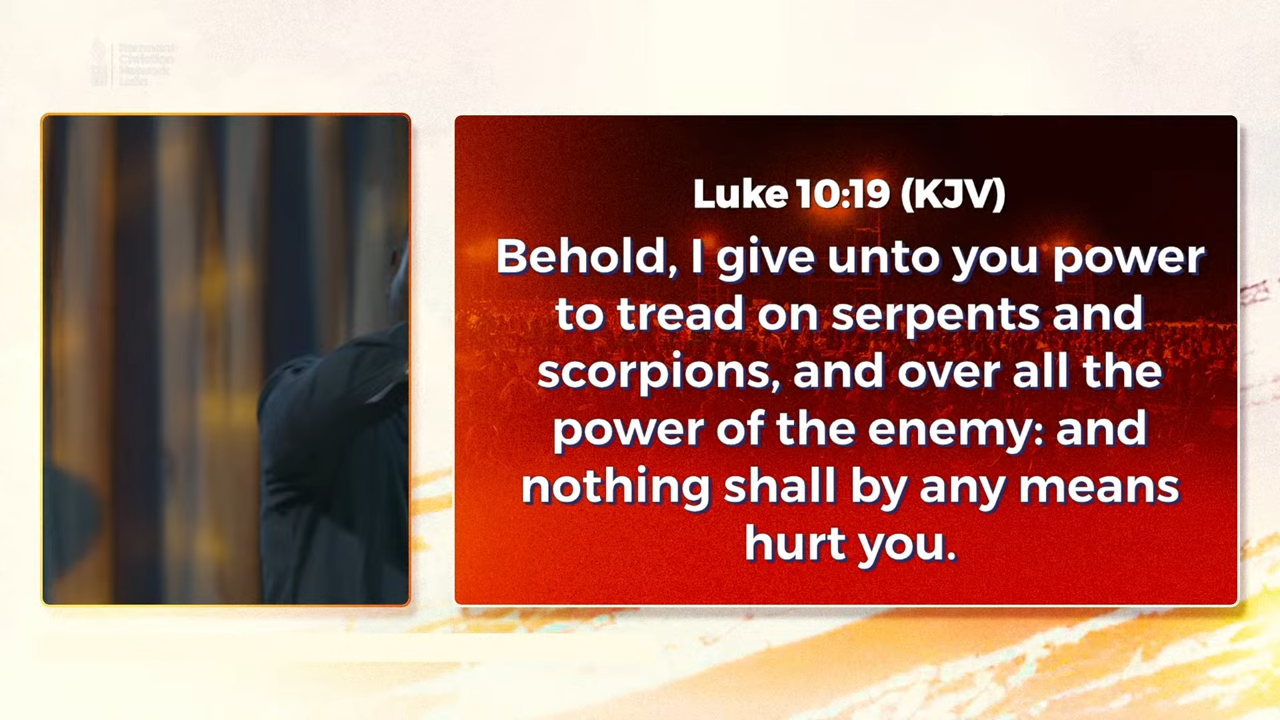 Luke 10:19 (KJV)
Behold, I give unto you power
to tread on serpents and
scorpions, and over all the
power of the enemy: and
nothing shall by any means
hurt you.